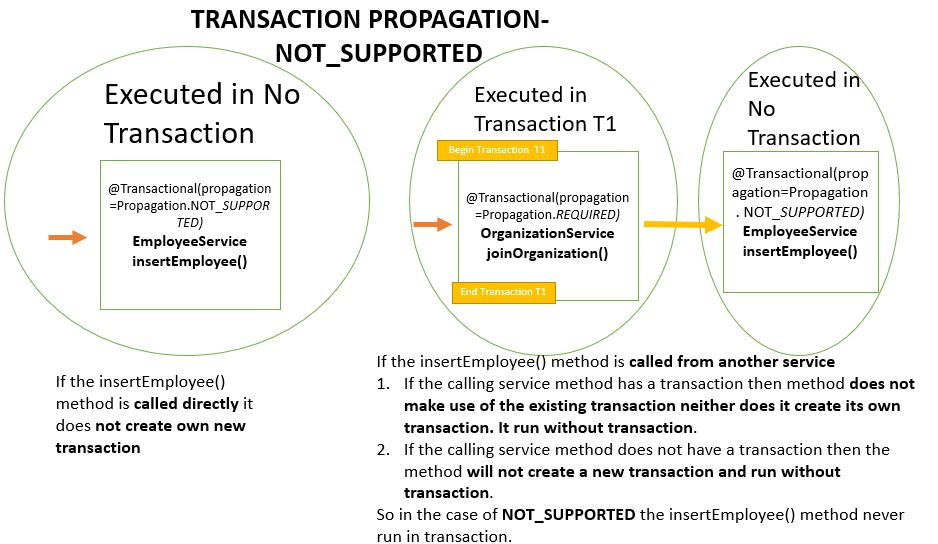 TRANSACTION PROPAGATION-
NOT_SUPPORTED
Executed in No
Transaction
@Transactional(propagation
=Propagation.NOT_SUPPOR
TED)
EmployeeService
insertEmployee()
If the insertEmployee()
method is called directly it
does not create own new
transaction
Executed in
Transaction T1
Begin Transaction T1
@Transactional(propagation
=Propagation.REQUIRED)
OrganizationService
joinOrganization()
End Transaction T1
Executed in
No
Transaction
@Transactional(prop
agation=Propagation
. NOT_SUPPORTED)
EmployeeService
insertEmployee()
If the insertEmployee() method is called from another service
1. If the calling service method has a transaction then method does not
make use of the existing transaction neither does it create its own
transaction. It run without transaction.
2. If the calling service method does not have a transaction then the
method will not create a new transaction and run without
transaction.
So in the case of NOT_SUPPORTED the insertEmployee() method never
run in transaction.